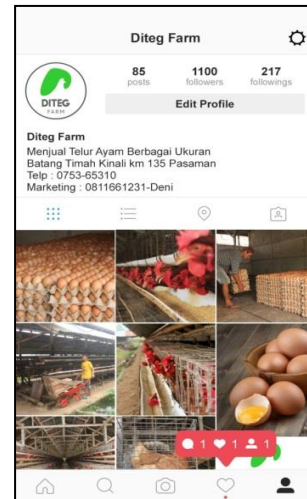 Diteg Farm
DITEG
FARM
85 1100 217
posts followers followings
Edit Profile
Diteg Farm
Menjual Telur Ayam Berbagai Ukuran
Batang Timah Kinali km 135 Pasaman
Telp : 0753-65310
Marketing : 0811661231-Deni
1 1 1